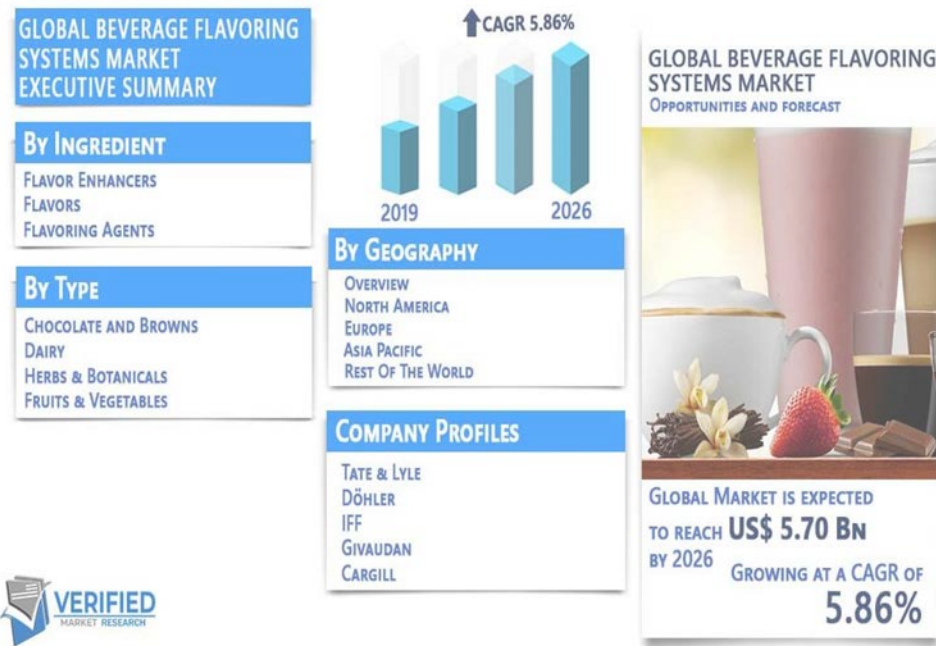 GLOBAL BEVERAGE FLAVORING
SYSTEMS MARKET
EXECUTIVE SUMMARY
BY INGREDIENT
FLAVOR ENHANCERS
FLAVORS
FLAVORING AGENTS
BY TYPE
CHOCOLATE AND BROWNS
DAIRY
HERBS & BOTANICALS
FRUITS & VEGETABLES
CAGR 5.86%
2019
2026
BY GEOGRAPHY
OVERVIEW
NORTH AMERICA
EUROPE
ASIA PACIFIC
REST OF THE WORLD
COMPANY PROFILES
TATE & LYLE
DÖHLER
IFF
GIVAUDAN
CARGILL
GLOBAL BEVERAGE FLAVORING
SYSTEMS MARKET
OPPORTUNITIES AND FORECAST
GLOBAL MARKET IS EXPECTED
TO REACH US$ 5.70 BN
BY 2026
GROWING AT A CAGR OF
5.86%
VERIFIED
MARKET RESEARCH